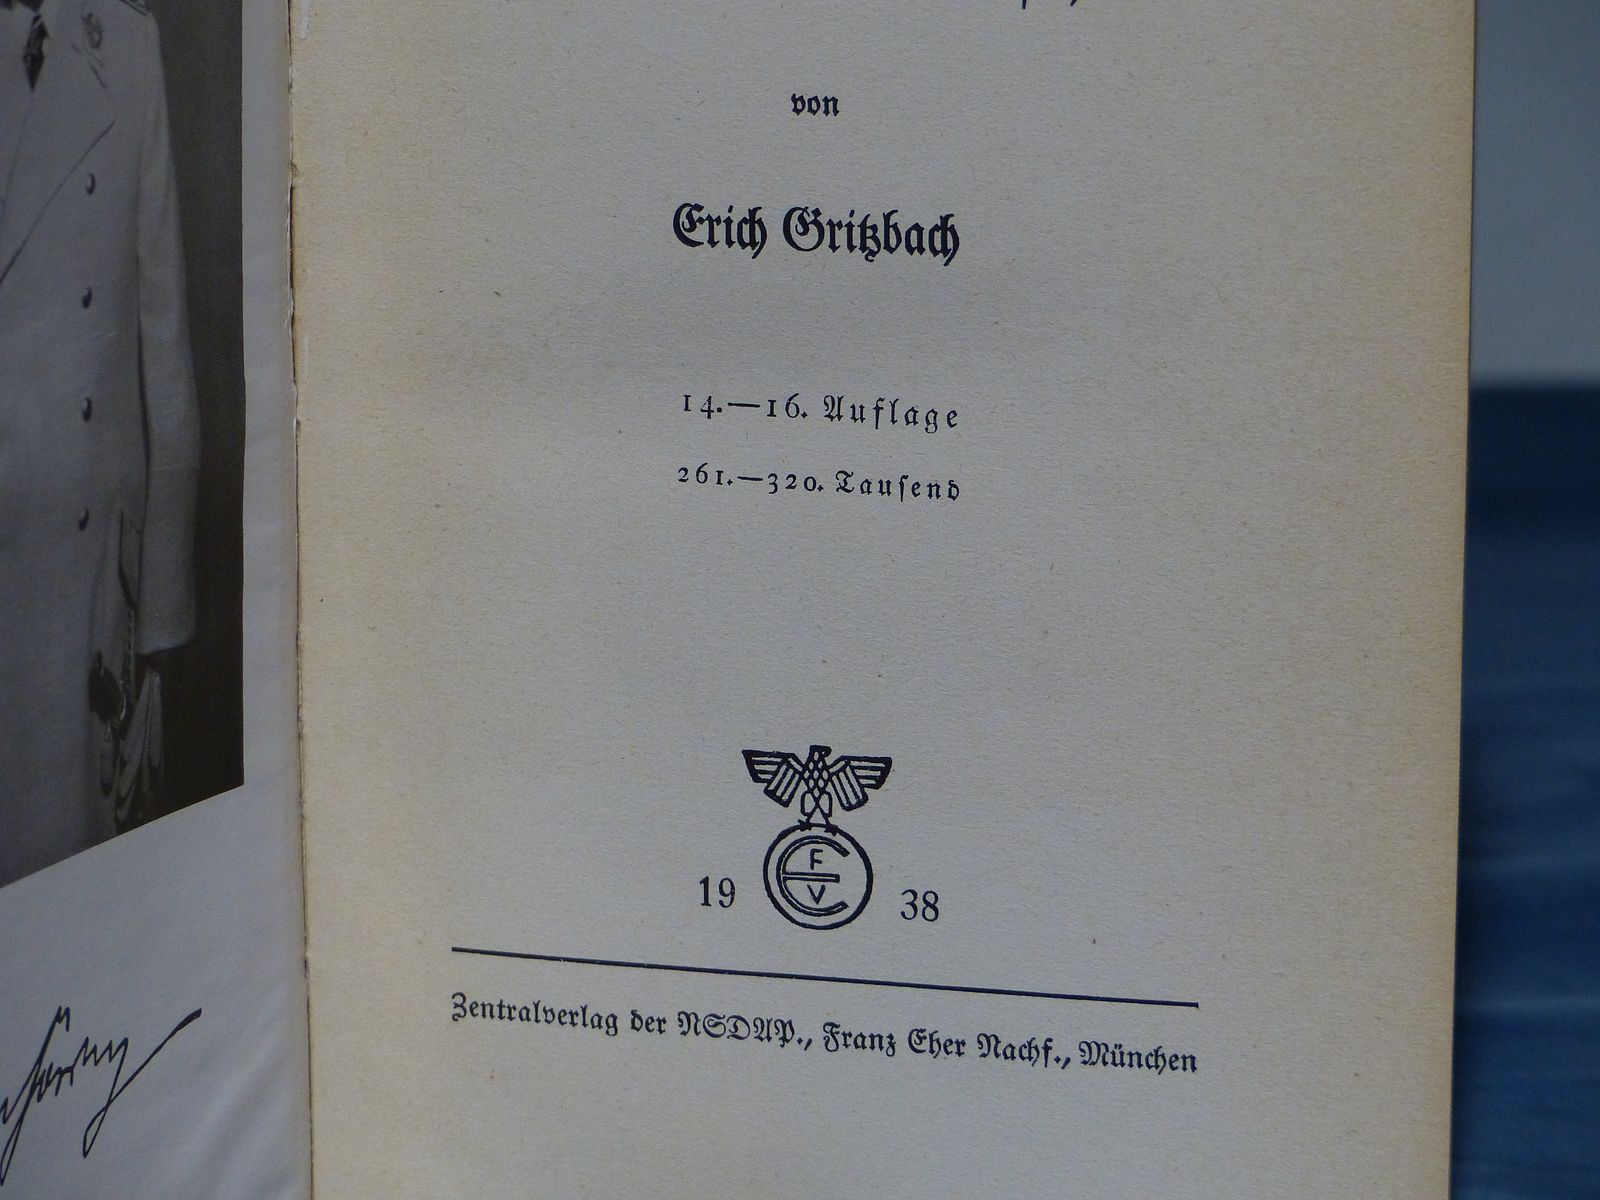 von
Erich Gritzbach
14.—16. Auflage
261.—320. Tausend
F
E
V
19 38
Zentralverlag der NSDAP., Franz Eher Nachf., München